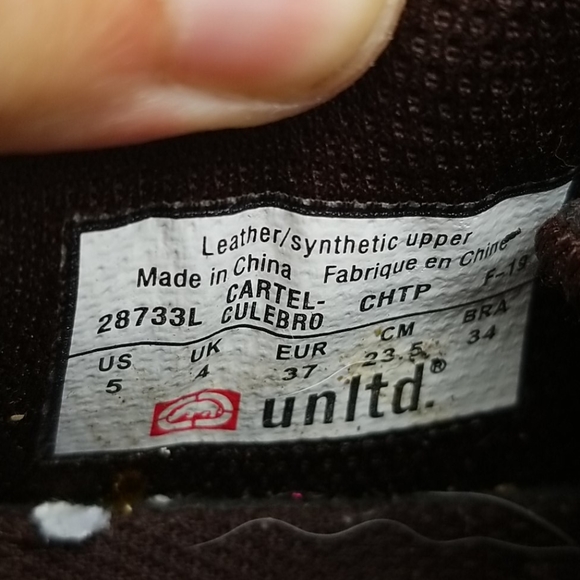 Leather/synthetic upper
Made in China Fabrique en Chine
28733L CARTEL-CULEBRO CHTP F-19
US UK EUR CM BRA
5 4 37 23.5 34
unltd.®